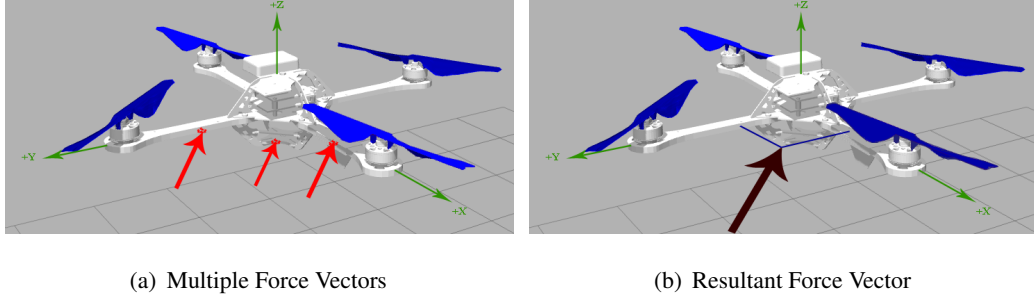 +Z
+Y
+X
+Z
+Y
+X
(a) Multiple Force Vectors
(b) Resultant Force Vector